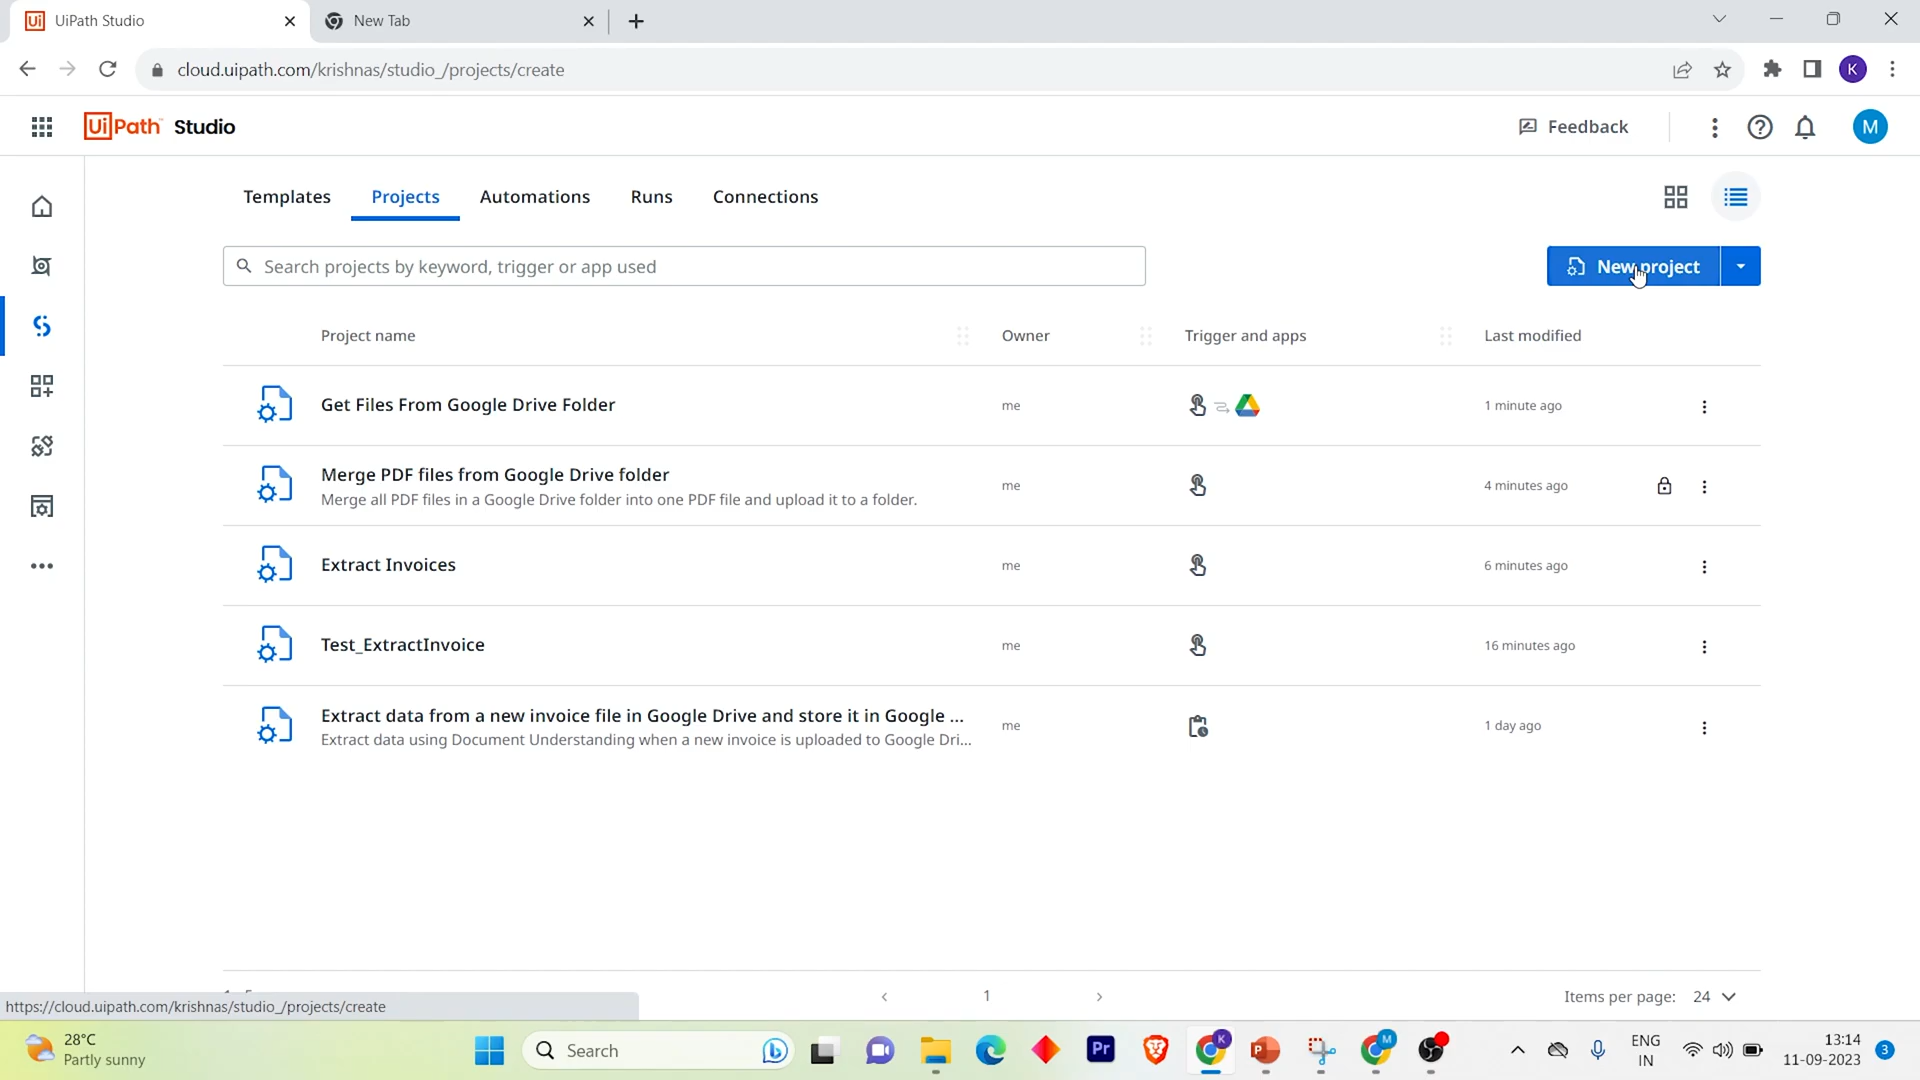 UiPath Studio
New Tab
cloud.uipath.com/krishnas/studio_/projects/create
K
UiPath Studio
Feedback
M
Templates
Projects
Automations
Runs
Connections
Search projects by keyword, trigger or app used
New project
Project name
Owner
Trigger and apps
Last modified
Get Files From Google Drive Folder
me
1 minute ago
Merge PDF files from Google Drive folder
Merge all PDF files in a Google Drive folder into one PDF file and upload it to a folder.
me
4 minutes ago
Extract Invoices
me
6 minutes ago
Test_ExtractInvoice
me
16 minutes ago
Extract data from a new invoice file in Google Drive and store it in Google ...
Extract data using Document Understanding when a new invoice is uploaded to Google Dri...
me
1 day ago
1
Items per page: 24
https://cloud.uipath.com/krishnas/studio_/projects/create
28°C
Partly sunny
Search
Pr
K
P
M
ENG
IN
13:14
11-09-2023
3